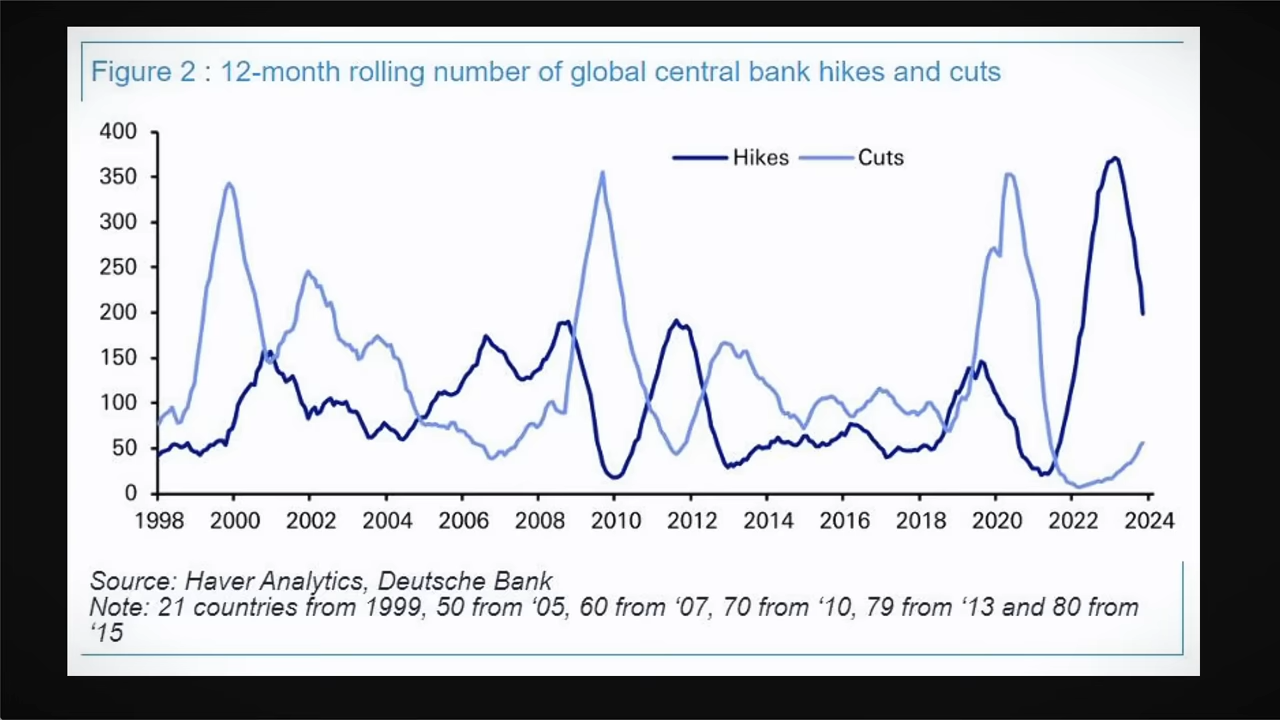 Figure 2 : 12-month rolling number of global central bank hikes and cuts
400
350
300
250
200
150
100
50
0
Hikes
Cuts
1998 2000 2002 2004 2006 2008 2010 2012 2014 2016 2018 2020 2022 2024
Source: Haver Analytics, Deutsche Bank
Note: 21 countries from 1999, 50 from ‘05, 60 from ‘07, 70 from ‘10, 79 from ‘13 and 80 from
‘15